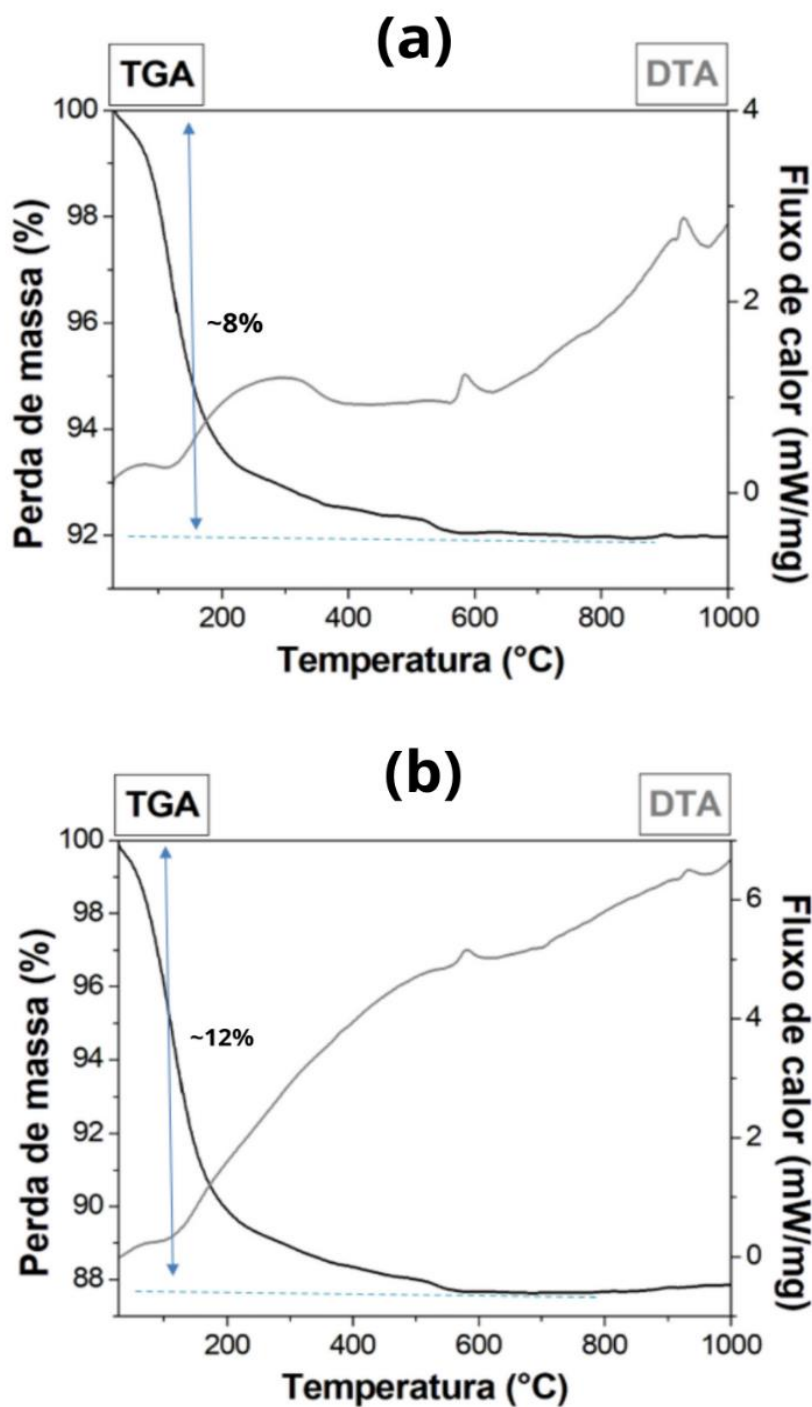 (a)
TGA
DTA
Perda de massa (%)
100
98
96
94
92
~8%
4
2
0
Fluxo de calor (mW/mg)
200 400 600 800 1000
Temperatura (°C)
(b)
TGA
DTA
Perda de massa (%)
100
98
96
94
92
90
88
~12%
6
4
2
0
Fluxo de calor (mW/mg)
200 400 600 800 1000
Temperatura (°C)